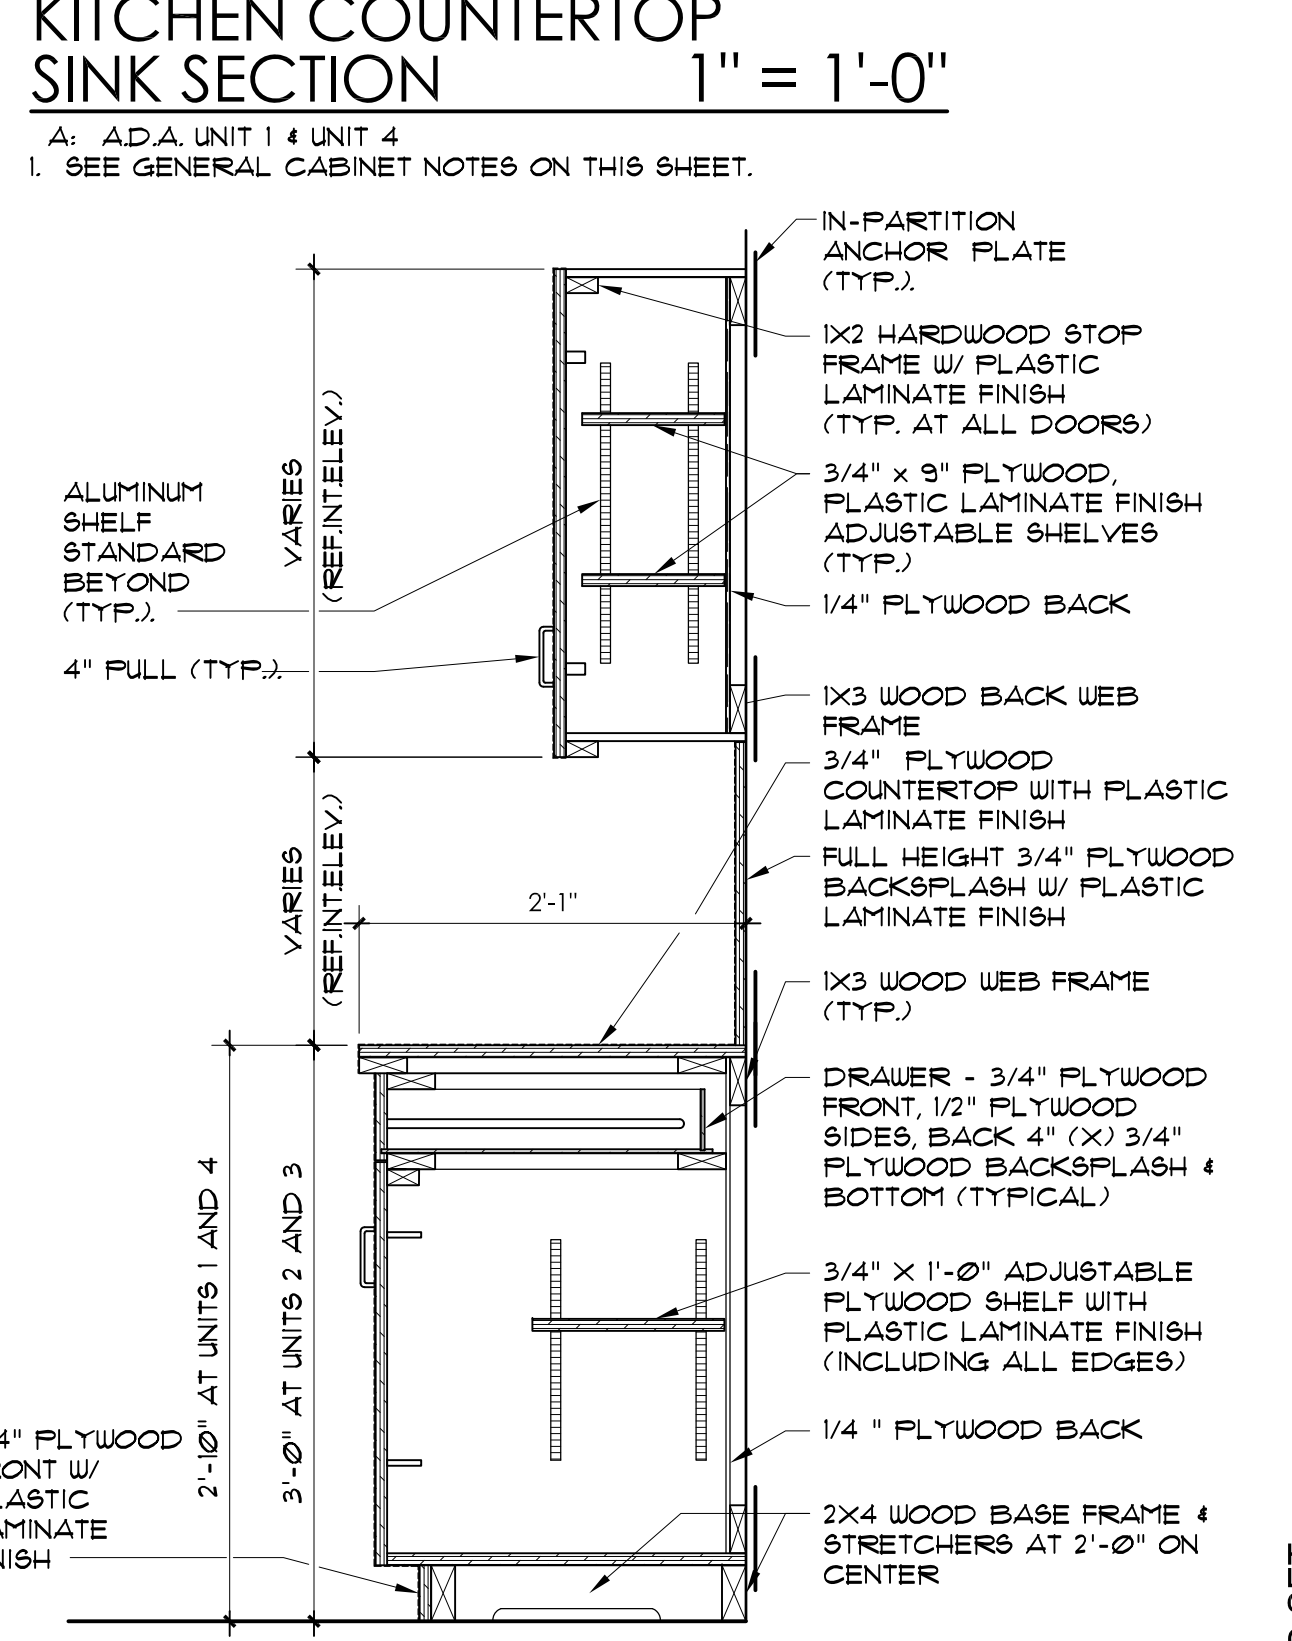 KITCHEN COUNTERTOP
SINK SECTION 1" = 1'-0"
A: A.D.A. UNIT 1 & UNIT 4
1. SEE GENERAL CABINET NOTES ON THIS SHEET.
IN-PARTITION
ANCHOR PLATE
(TYP.).
1X2 HARDWOOD STOP
FRAME W/ PLASTIC
LAMINATE FINISH
(TYP. AT ALL DOORS)
3/4" x 9" PLYWOOD,
PLASTIC LAMINATE FINISH
ADJUSTABLE SHELVES
(TYP.)
1/4" PLYWOOD BACK
1X3 WOOD BACK WEB
FRAME
3/4" PLYWOOD
COUNTERTOP WITH PLASTIC
LAMINATE FINISH
FULL HEIGHT 3/4" PLYWOOD
BACKSPLASH W/ PLASTIC
LAMINATE FINISH
1X3 WOOD WEB FRAME
(TYP.)
DRAWER - 3/4" PLYWOOD
FRONT, 1/2" PLYWOOD
SIDES, BACK 4" (X) 3/4"
PLYWOOD BACKSPLASH &
BOTTOM (TYPICAL)
3/4" X 1'-0" ADJUSTABLE
PLYWOOD SHELF WITH
PLASTIC LAMINATE FINISH
(INCLUDING ALL EDGES)
1/4 " PLYWOOD BACK
2X4 WOOD BASE FRAME &
STRETCHERS AT 2'-0" ON
CENTER
VARIES
(REF.INT.ELEV.)
ALUMINUM
SHELF
STANDARD
BEYOND
(TYP.).
4" PULL (TYP.).
VARIES
(REF.INT.ELEV.)
2'-1"
2'-10" AT UNITS 1 AND 4
3'-0" AT UNITS 2 AND 3
4" PLYWOOD
RONT W/
LASTIC
AMINATE
NISH